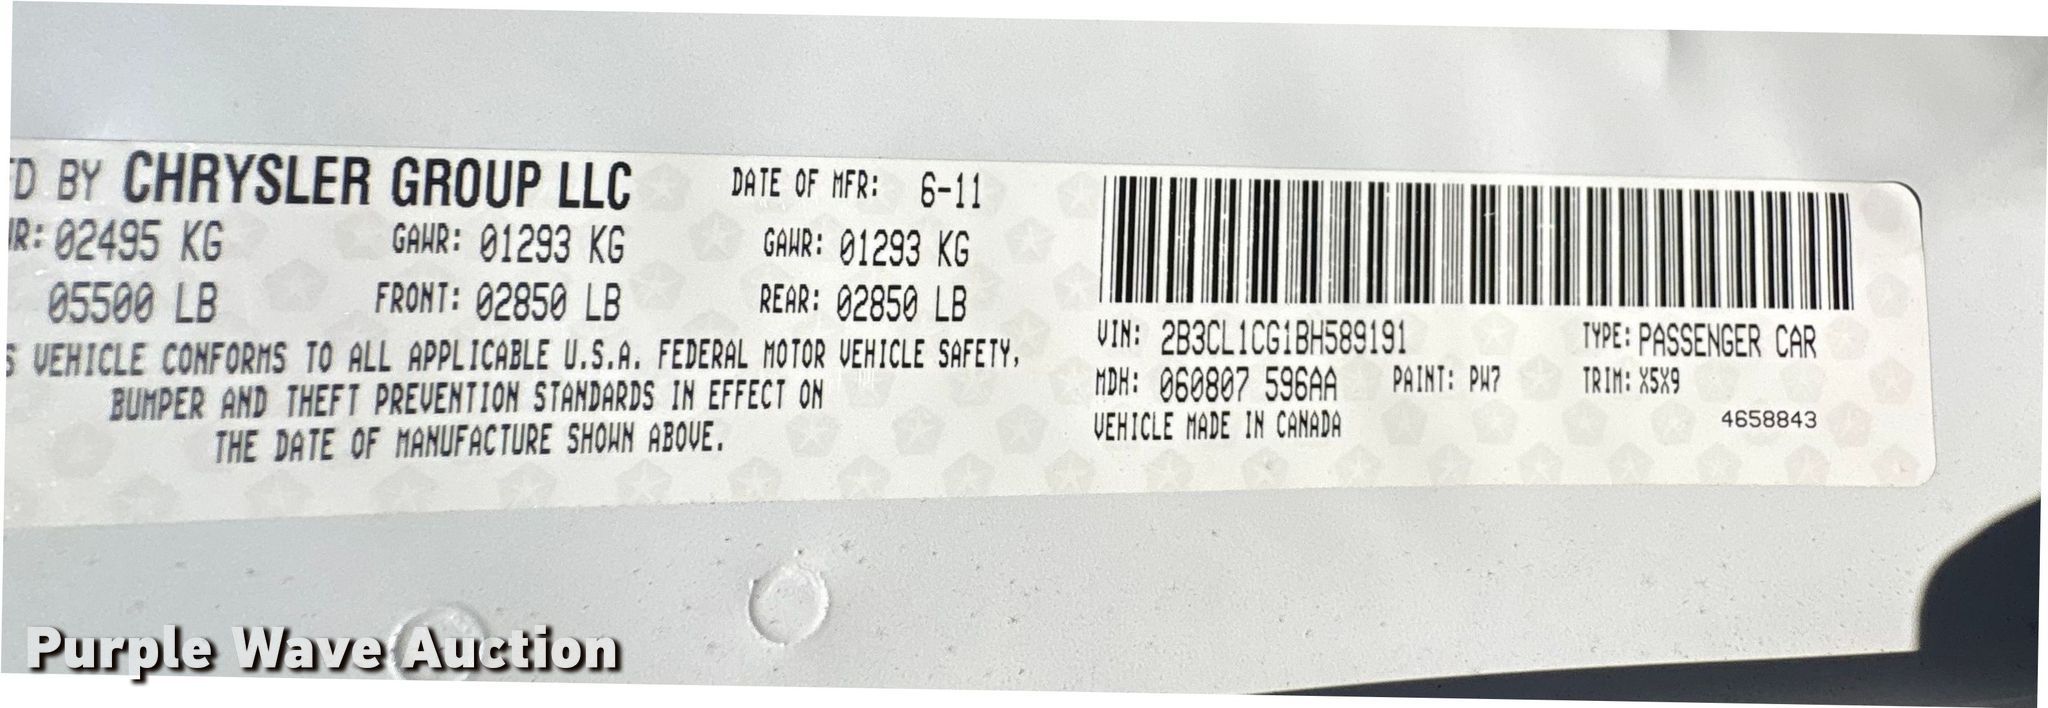 D BY CHRYSLER GROUP LLC DATE OF MFR: 6-11
R: 02495 KG GAWR: 01293 KG GAWR: 01293 KG
05500 LB FRONT: 02850 LB REAR: 02850 LB
S VEHICLE CONFORMS TO ALL APPLICABLE U.S.A. FEDERAL MOTOR VEHICLE SAFETY,
BUMPER AND THEFT PREVENTION STANDARDS IN EFFECT ON
THE DATE OF MANUFACTURE SHOWN ABOVE.
VIN: 2B3CL1CG1BH589191 TYPE: PASSENGER CAR
MDH: 060807 596AA PAINT: PW7 TRIM: X5X9
VEHICLE MADE IN CANADA 4658843
Purple Wave Auction